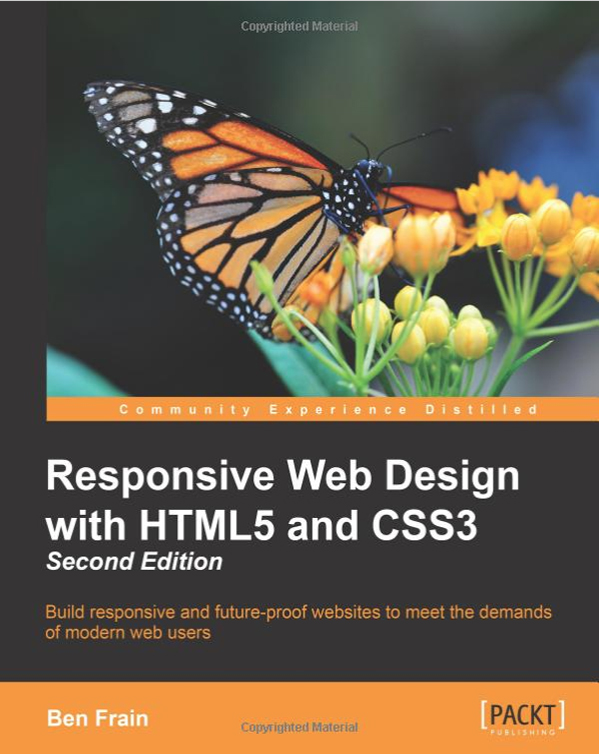 Copyrighted Material
Community Experience Distilled
Responsive Web Design
with HTML5 and CSS3
Second Edition
Build responsive and future-proof websites to meet the demands
of modern web users
Ben Frain
[PACKT]
PUBLISHING
Copyrighted Material